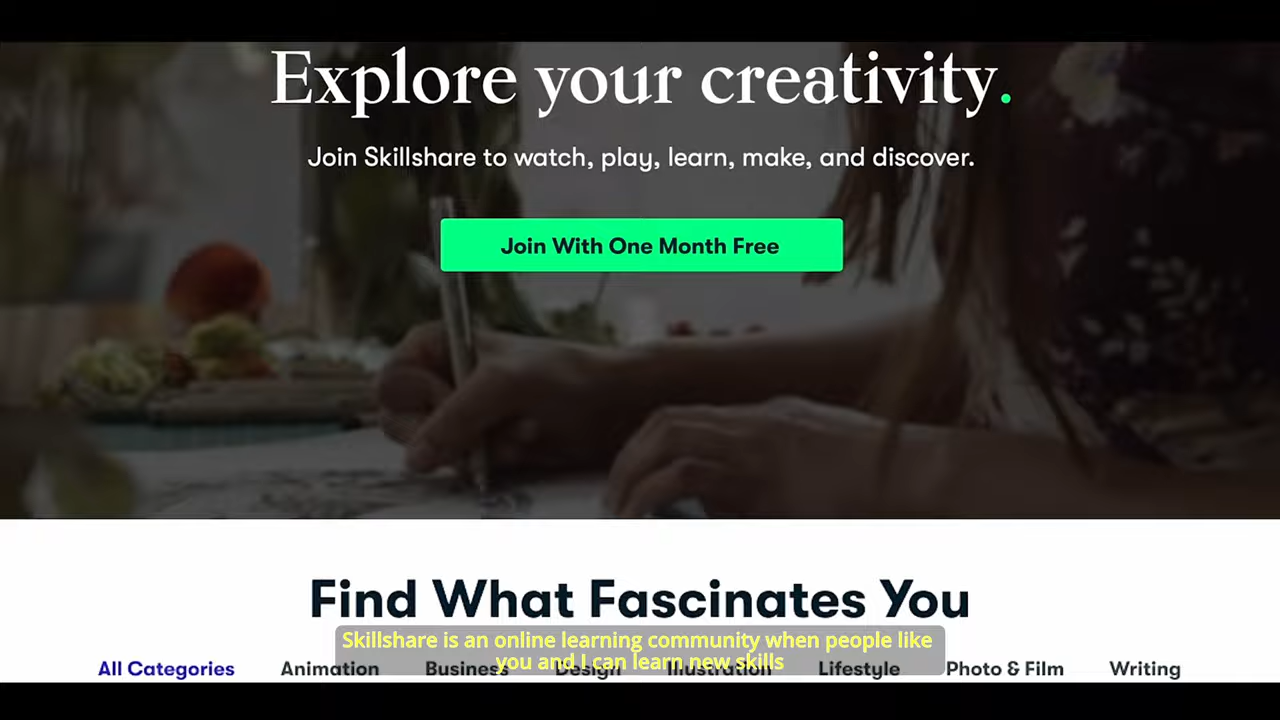 Explore your creativity.
Join Skillshare to watch, play, learn, make, and discover.
Join With One Month Free
Find What Fascinates You
Skillshare is an online learning community when people like
you and I can learn new skills
All Categories Animation Business Design Illustration Lifestyle Photo & Film Writing